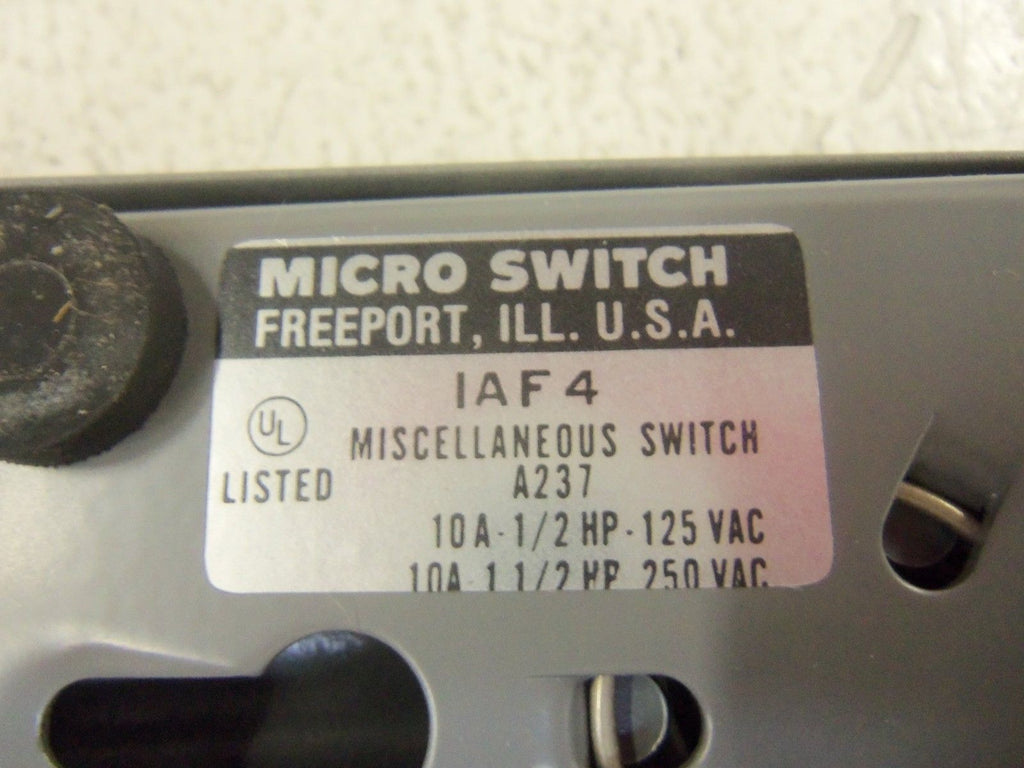 MICRO SWITCH
FREEPORT, ILL. U.S.A.
IAF4
UL
LISTED
MISCELLANEOUS SWITCH
A237
10A-1/2 HP-125 VAC
10A 1 1/2 HP 250 VAC